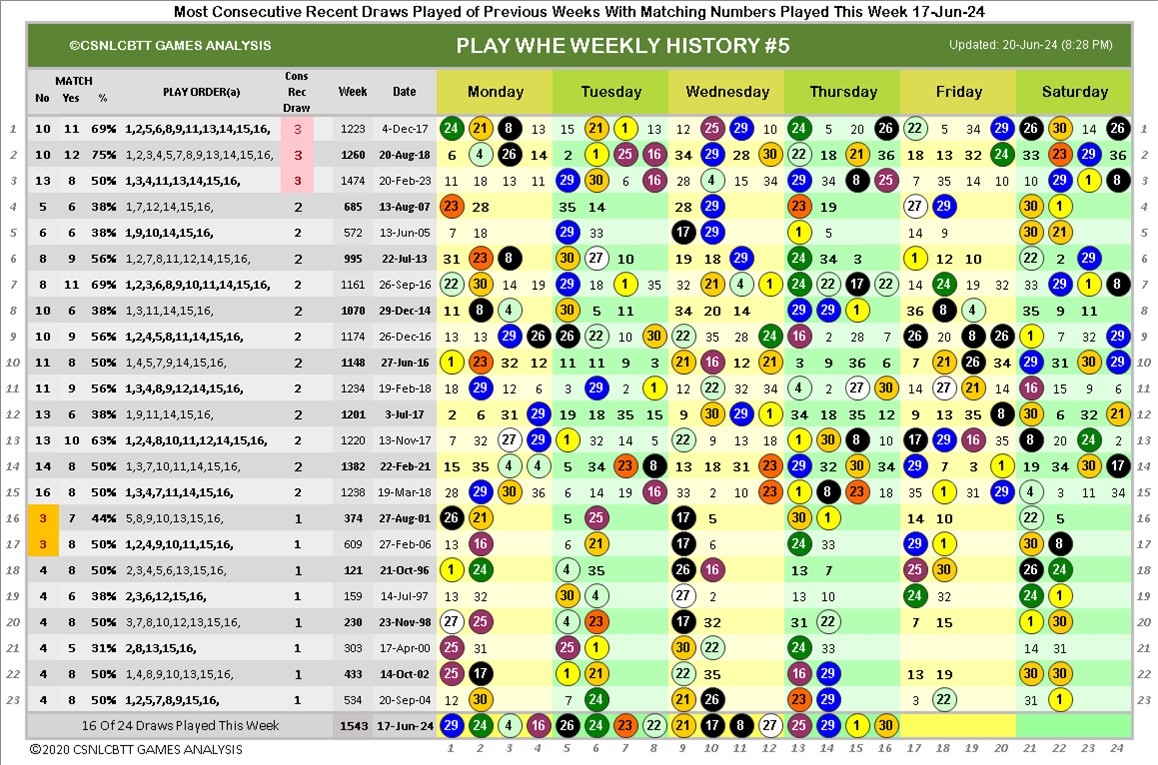 Most Consecutive Recent Draws Played of Previous Weeks With Matching Numbers Played This Week 17-Jun-24
©CSNLCBTT GAMES ANALYSIS PLAY WHE WEEKLY HISTORY #5 Updated: 20-Jun-24 (8:28 PM)
No MATCH Yes % PLAY ORDER(a) Cons Rec Draw Week Date Monday Tuesday Wednesday Thursday Friday Saturday
1 10 11 69% 1,2,5,6,8,9,11,13,14,15,16, 3 1223 4-Dec-17 24 21 8 13 15 21 1 13 12 25 29 10 24 5 20 26 22 5 34 29 26 30 14 26 1
2 10 12 75% 1,2,3,4,5,7,8,9,13,14,15,16, 3 1260 20-Aug-18 6 4 26 14 2 1 25 16 34 29 28 30 22 18 21 36 18 13 32 24 33 23 29 36 2
3 13 8 50% 1,3,4,11,13,14,15,16, 3 1474 20-Feb-23 11 18 13 11 29 30 6 16 28 4 15 34 29 34 8 25 7 35 14 10 10 29 1 8 3
4 5 6 38% 1,7,12,14,15,16, 2 685 13-Aug-07 23 28 35 14 28 29 23 19 27 29 30 1 4
5 6 6 38% 1,9,10,14,15,16, 2 572 13-Jun-05 7 18 29 33 17 29 1 5 14 9 30 21 5
6 8 9 56% 1,2,7,8,11,12,14,15,16, 2 995 22-Jul-13 31 23 8 30 27 10 19 18 29 24 34 3 1 12 10 22 2 29 6
7 8 11 69% 1,2,3,6,8,9,10,11,14,15,16, 2 1161 26-Sep-16 22 30 14 19 29 18 1 35 32 21 4 1 24 22 17 22 14 24 19 32 33 29 1 8 7
8 10 6 38% 1,3,11,14,15,16, 2 1070 29-Dec-14 11 8 4 30 5 11 34 20 14 29 29 1 36 8 4 35 9 11 8
9 10 9 56% 1,2,4,5,8,11,14,15,16, 2 1174 26-Dec-16 13 13 29 26 26 22 10 30 22 35 28 24 16 2 28 7 26 20 8 26 1 7 32 29 9
10 11 8 50% 1,4,5,7,9,14,15,16, 2 1148 27-Jun-16 1 23 32 12 11 11 9 3 21 16 12 21 3 9 36 6 7 21 26 34 29 31 30 29 10
11 11 9 56% 1,3,4,8,9,12,14,15,16, 2 1234 19-Feb-18 18 29 12 6 3 29 2 1 12 22 32 34 4 2 27 30 14 27 21 14 16 15 9 6 11
12 13 6 38% 1,9,11,14,15,16, 2 1201 3-Jul-17 2 6 31 29 19 18 35 15 9 30 29 1 34 18 35 12 9 13 35 8 30 6 32 21 12
13 13 10 63% 1,2,4,8,10,11,12,14,15,16, 2 1220 13-Nov-17 7 32 27 29 1 32 14 5 22 9 13 18 1 30 8 10 17 29 16 35 8 20 24 2 13
14 14 8 50% 1,3,7,10,11,14,15,16, 2 1382 22-Feb-21 15 35 4 4 5 34 23 8 13 18 31 23 29 32 30 34 29 7 3 1 19 34 30 17 14
15 16 8 50% 1,3,4,7,11,14,15,16, 2 1238 19-Mar-18 28 29 30 36 6 14 19 16 33 2 10 23 1 8 23 18 35 1 31 29 4 3 11 34 15
16 3 7 44% 5,8,9,10,13,15,16, 1 374 27-Aug-01 26 21 5 25 17 5 30 1 14 10 22 5 16
17 3 8 50% 1,2,4,9,10,11,15,16, 1 609 27-Feb-06 13 16 6 21 17 6 24 33 29 1 30 8 17
18 4 8 50% 2,3,4,5,6,13,15,16, 1 121 21-Oct-96 1 24 4 35 26 16 13 7 25 30 26 24 18
19 4 6 38% 2,3,6,12,15,16, 1 159 14-Jul-97 13 32 30 4 27 2 13 10 24 32 24 1 19
20 4 8 50% 3,7,8,10,12,13,15,16, 1 230 23-Nov-98 27 25 4 23 17 32 31 22 7 15 1 30 20
21 4 5 31% 2,8,13,15,16, 1 303 17-Apr-00 25 31 25 1 30 22 24 33 14 31 21
22 4 8 50% 1,4,8,9,10,13,15,16, 1 433 14-Oct-02 25 17 1 21 22 35 16 29 13 19 22 30 22
23 4 8 50% 1,2,5,7,8,9,15,16, 1 534 20-Sep-04 12 30 7 24 21 26 23 29 3 22 31 1 23
16 Of 24 Draws Played This Week 1543 17-Jun-24 29 24 4 16 26 24 23 22 21 17 8 27 25 29 1 30
©2020 CSNLCBTT GAMES ANALYSIS 1 2 3 4 5 6 7 8 9 10 11 12 13 14 15 16 17 18 19 20 21 22 23 24